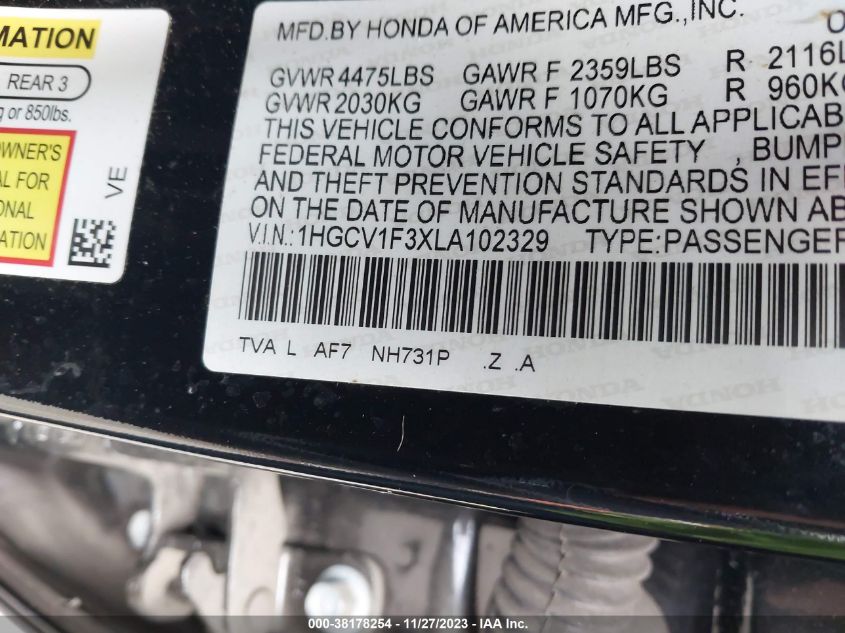 RMATION
REAR 3
g or 850lbs.
OWNER'S
AL FOR
ONAL
VE
MFD.BY HONDA OF AMERICA MFG.,INC.
GVWR 4475LBS GAWR F 2359LBS R 2116L
GVWR 2030KG GAWR F 1070KG R 960KG
THIS VEHICLE CONFORMS TO ALL APPLICAB
FEDERAL MOTOR VEHICLE SAFETY , BUMP
AND THEFT PREVENTION STANDARDS IN EFF
ON THE DATE OF MANUFACTURE SHOWN AB
V.I.N.:1HGCV1F3XLA102329 TYPE:PASSENGER
TVA L AF7 NH731P .Z .A
000-38178254 — 11/27/2023 — IAA Inc.